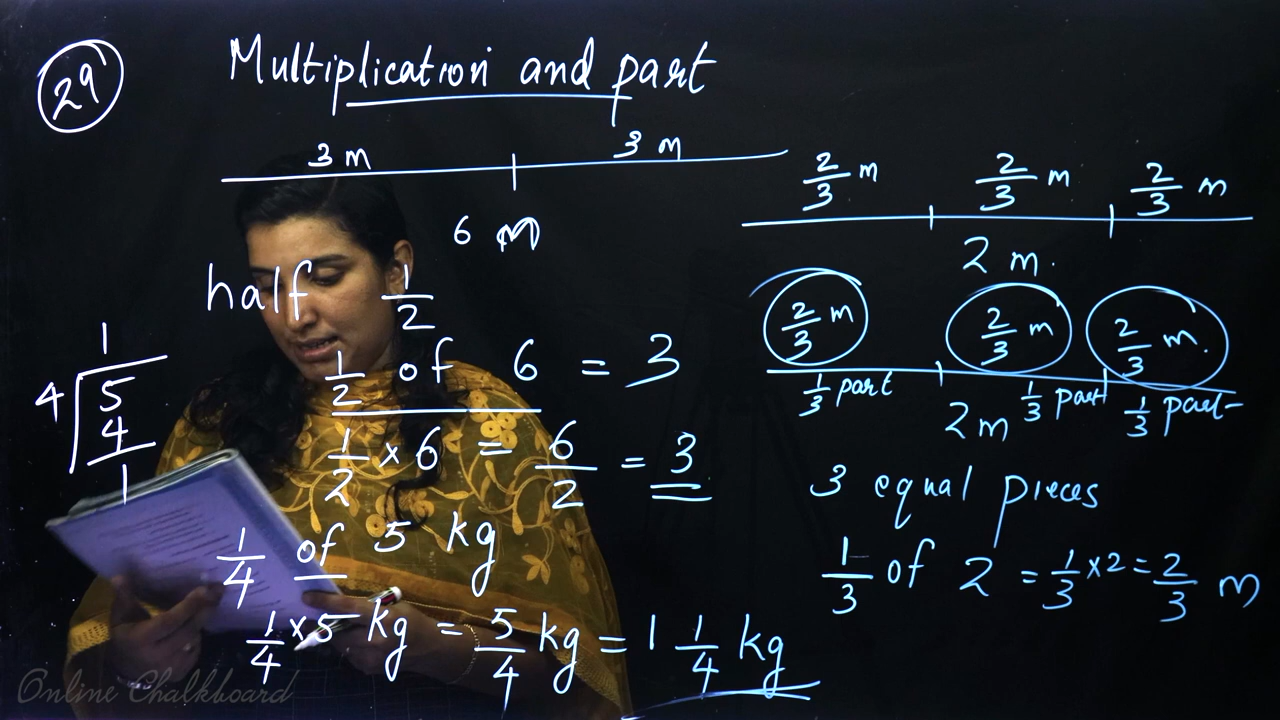 29
Multiplication and part
3 m 3 m
6 m
half 1/2
1/2 of 6 = 3
1/2 × 6 = 6/2 = 3
1
4 5
4
1
1/4 of 5 kg
1/4 × 5 kg = 5/4 kg = 1 1/4 kg
2/3 m 2/3 m 2/3 m
2 m.
2/3 m 2/3 m 2/3 m.
1/3 part 1/3 part 1/3 part
2 m
3 equal pieces
1/3 of 2 = 1/3 × 2 = 2/3 m
Online Chalkboard